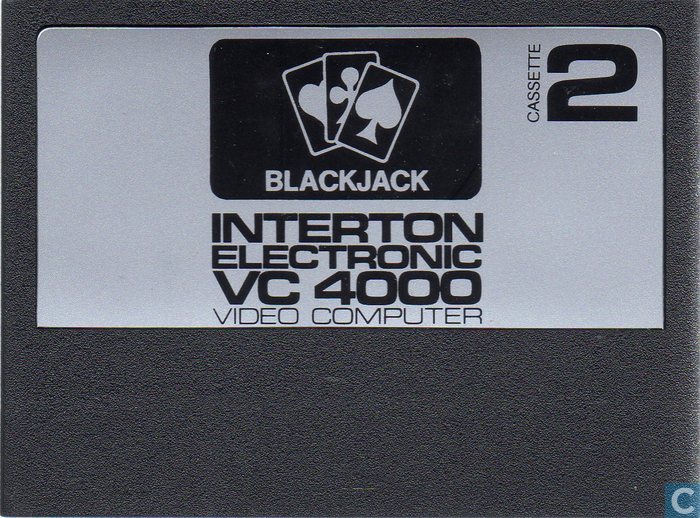 BLACKJACK
CASSETTE 2
INTERTON
ELECTRONIC
VC 4000
VIDEO COMPUTER
C